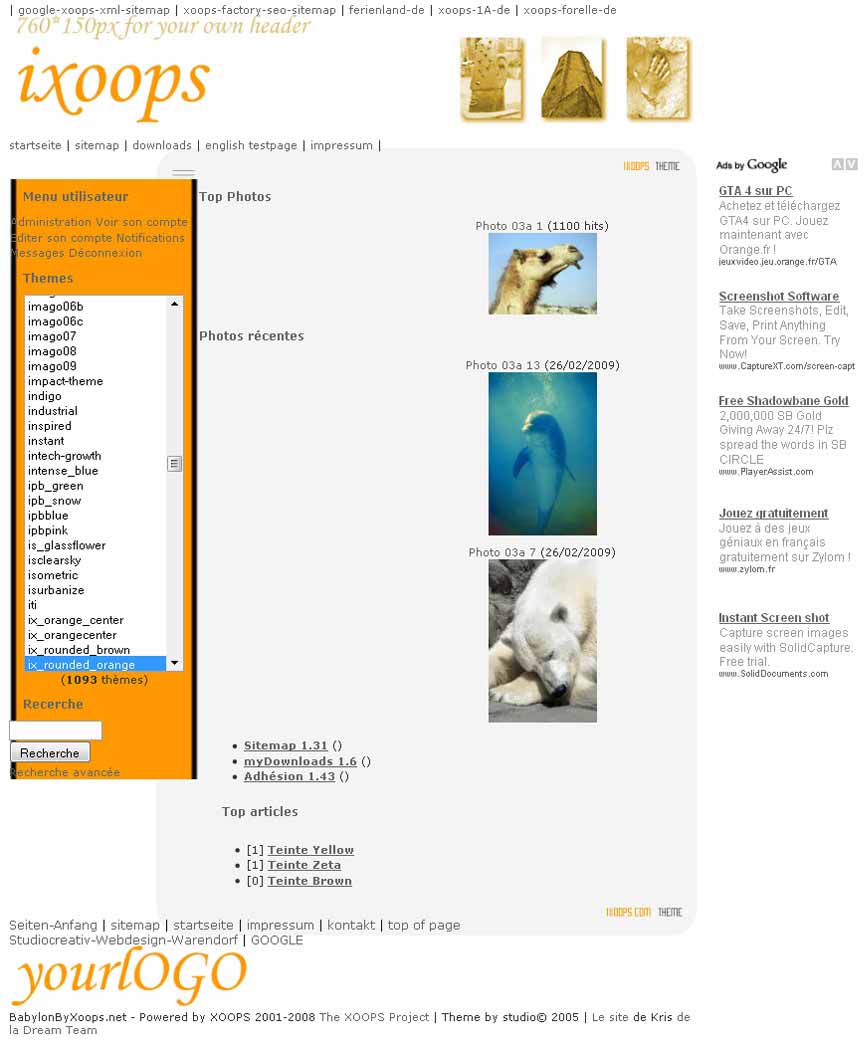 | google-xoops-xml-sitemap | xoops-factory-seo-sitemap | ferienland-de | xoops-1A-de | xoops-forelle-de
760*150px for your own header
ixoops
startseite | sitemap | downloads | english testpage | impressum |
IXOOPS THEME
Menu utilisateur
Administration Voir son compte
Editer son compte Notifications
Messages Déconnexion
Themes
imago06b
imago06c
imago07
imago08
imago09
impact-theme
indigo
industrial
inspired
instant
intech-growth
intense_blue
ipb_green
ipb_snow
ipbblue
ipbpink
is_glassflower
isclearsky
isometric
isurbanize
iti
ix_orange_center
ix_orangecenter
ix_rounded_brown
ix_rounded_orange
(1093 thèmes)
Recerche
Recherche
Recherche avancée
Top Photos
Photo 03a 1 (1100 hits)
Photos récentes
Photo 03a 13 (26/02/2009)
Photo 03a 7 (26/02/2009)
• Sitemap 1.31 ()
• myDownloads 1.6 ()
• Adhésion 1.43 ()
Top articles
• [1] Teinte Yellow
• [1] Teinte Zeta
• [0] Teinte Brown
IXOOPS.COM THEME
Ads by Google
GTA 4 sur PC
Achetez et téléchargez
GTA4 sur PC. Jouez
maintenant avec
Orange.fr !
jeuxvideo.jeu.orange.fr/GTA
Screenshot Software
Take Screenshots, Edit,
Save, Print Anything
From Your Screen. Try
Now!
www.CaptureXT.com/screen-capt
Free Shadowbane Gold
2,000,000 SB Gold
Giving Away 24/7! Plz
spread the words in SB
CIRCLE
www.PlayerAssist.com
Jouez gratuitement
Jouez à des jeux
géniaux en français
gratuitement sur Zylom !
www.zylom.fr
Instant Screen shot
Capture screen images
easily with SolidCapture.
Free trial.
www.SolidDocuments.com
Seiten-Anfang | sitemap | startseite | impressum | kontakt | top of page
Studiocreativ-Webdesign-Warendorf | GOOGLE
yourlOGO
BabylonByXoops.net - Powered by XOOPS 2001-2008 The XOOPS Project | Theme by studio© 2005 | Le site de Kris de
la Dream Team